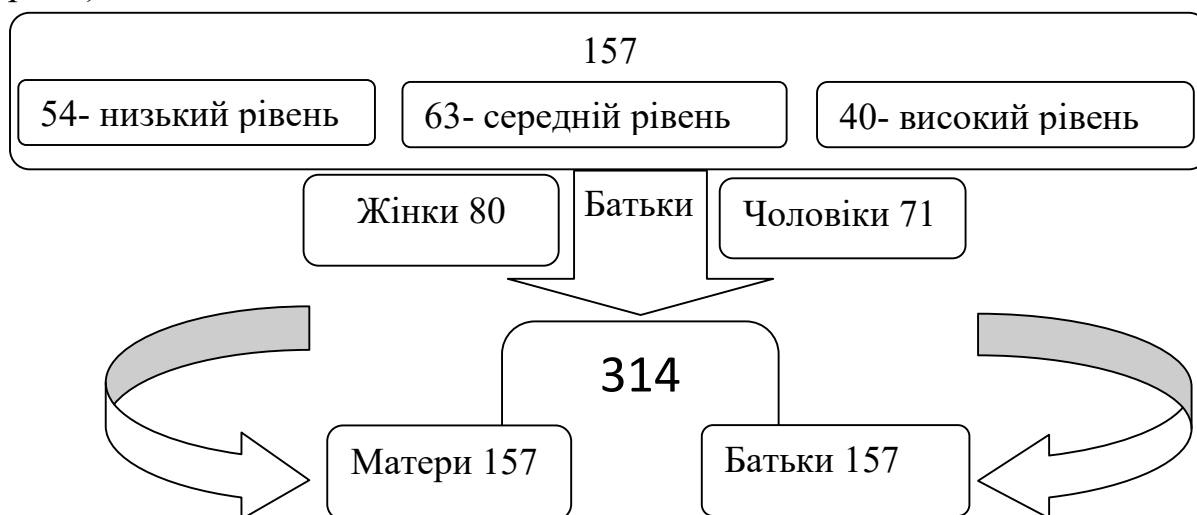 157
54- низький рівень
63- середній рівень
40- високий рівень
Жінки 80
Батьки
Чоловіки 71
314
Матери 157
Батьки 157